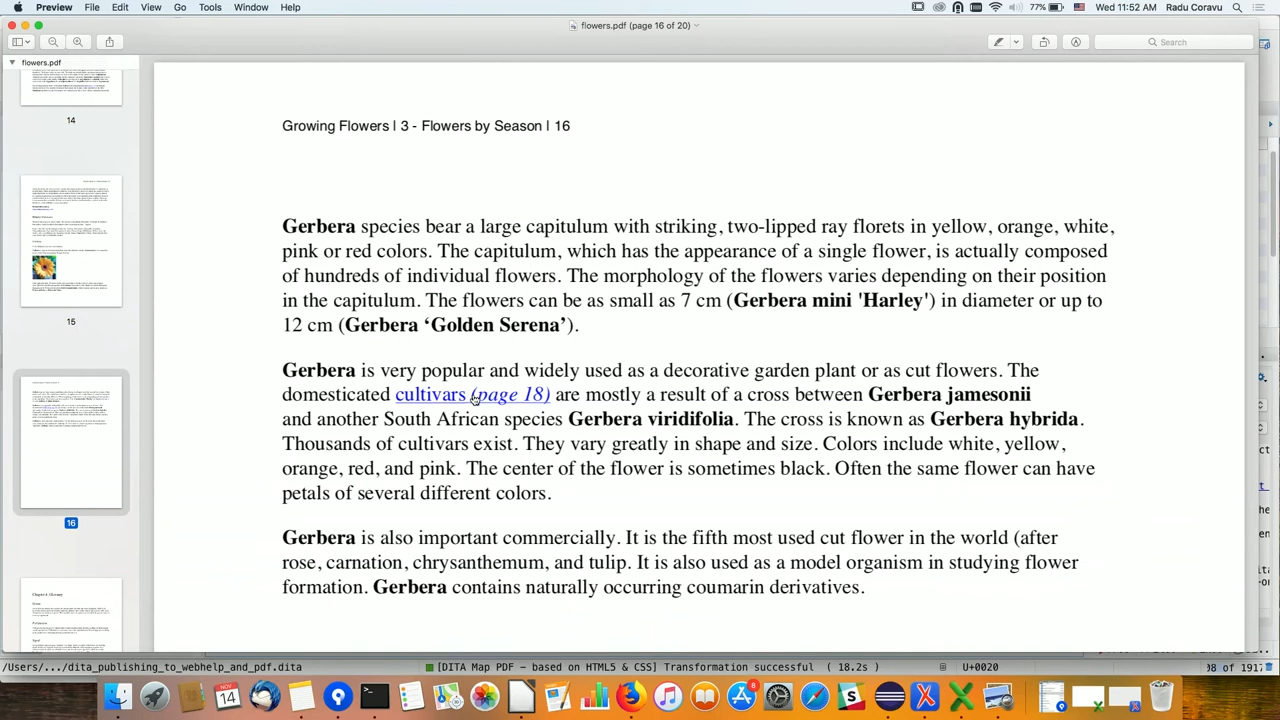 Preview File Edit View Go Tools Window Help
77% Wed 11:52 AM Radu Coravu
flowers.pdf (page 16 of 20)
Search
flowers.pdf
14
15
16
Growing Flowers | 3 - Flowers by Season | 16
Gerbera species bear a large capitulum with striking, two-lipped ray florets in yellow, orange, white,
pink or red colors. The capitulum, which has the appearance of a single flower, is actually composed
of hundreds of individual flowers. The morphology of the flowers varies depending on their position
in the capitulum. The flowers can be as small as 7 cm (Gerbera mini 'Harley') in diameter or up to
12 cm (Gerbera ‘Golden Serena’).
Gerbera is very popular and widely used as a decorative garden plant or as cut flowers. The
domesticated cultivars (page 18) are mostly a result of a cross between Gerbera jamesonii
and another South African species Gerbera viridifolia. The cross is known as Gerbera hybrida.
Thousands of cultivars exist. They vary greatly in shape and size. Colors include white, yellow,
orange, red, and pink. The center of the flower is sometimes black. Often the same flower can have
petals of several different colors.
Gerbera is also important commercially. It is the fifth most used cut flower in the world (after
rose, carnation, chrysanthemum, and tulip. It is also used as a model organism in studying flower
formation. Gerbera contains naturally occurring coumarin derivatives.
/Users/.../dita_publishing_to_webhelp_and_pdf.dita
[DITA Map PDF – based on HTML5 & CSS] Transformation successful ( 18.2s )
U+0020
NOV
14
8